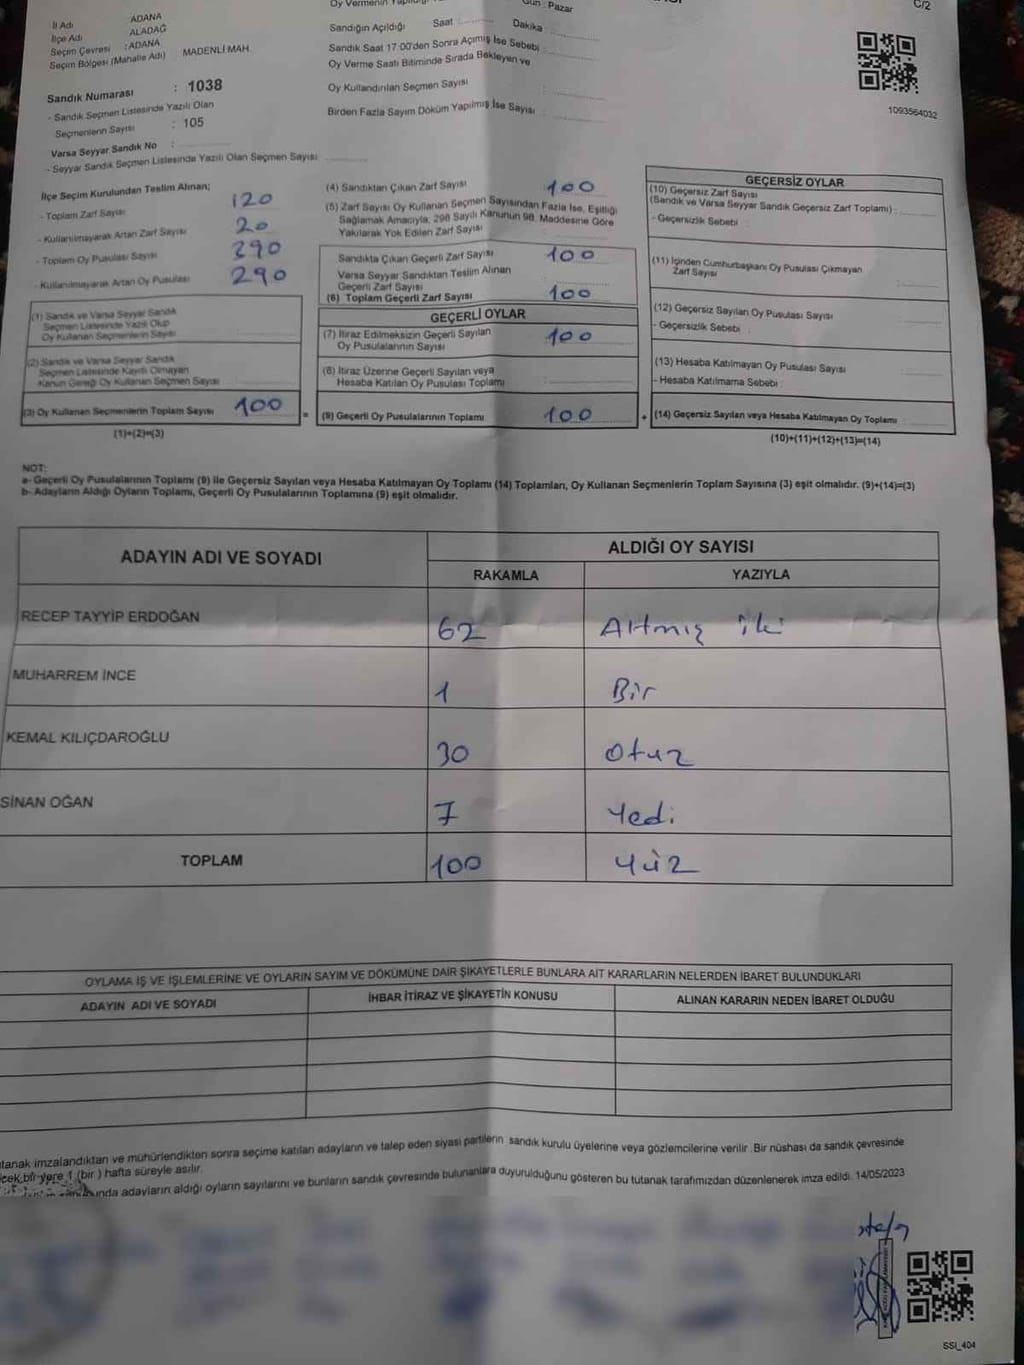 C/2
Gün : Pazar
İl Adı ADANA
İlçe Adı ALADAĞ
Seçim Çevresi : ADANA
Seçim Bölgesi (Mahalle Adı) MADENLİ MAH.
Sandık Numarası : 1038
- Sandık Seçmen Listesinde Yazılı Olan
Seçmenlerin Sayısı : 105
Varsa Seyyar Sandık No :
- Seyyar Sandık Seçmen Listesinde Yazılı Olan Seçmen Sayısı
Sandığın Açıldığı Saat Dakika :
Sandık Saat 17:00'den Sonra Açılmış İse Sebebi :
Oy Verme Saati Bitiminde Sırada Bekleyen ve
Oy Kullandırılan Seçmen Sayısı
Birden Fazla Sayım Döküm Yapılmış İse Sayısı
1093564032
İlçe Seçim Kurulundan Teslim Alınan;
- Toplam Zarf Sayısı 120
- Kullanılmayarak Artan Zarf Sayısı 20
- Toplam Oy Pusulası Sayısı 390
- Kullanılmayarak Artan Oy Pusulası 290
(1) Sandık ve Varsa Seyyar Sandık
Seçmen Listesinde Yazılı Olup
Oy Kullanan Seçmenlerin Sayısı
(2) Sandık ve Varsa Seyyar Sandık
Seçmen Listesinde Kayıtlı Olmayan
Kanun Gereği Oy Kullanan Seçmen Sayısı
(3) Oy Kullanan Seçmenlerin Toplam Sayısı 100
(1)+(2)=(3)
(4) Sandıktan Çıkan Zarf Sayısı 100
(5) Zarf Sayısı Oy Kullanan Seçmen Sayısından Fazla İse, Eşitliği
Sağlamak Amacıyla, 298 Sayılı Kanunun 98. Maddesine Göre
Yakılarak Yok Edilen Zarf Sayısı
Sandıkta Çıkan Geçerli Zarf Sayısı 100
Varsa Seyyar Sandıktan Teslim Alınan
Geçerli Zarf Sayısı
(6) Toplam Geçerli Zarf Sayısı 100
GEÇERLİ OYLAR
(7) İtiraz Edilmeksizin Geçerli Sayılan
Oy Pusulalarının Sayısı 100
(8) İtiraz Üzerine Geçerli Sayılan veya
Hesaba Katılan Oy Pusulası Toplamı
= (9) Geçerli Oy Pusulalarının Toplamı 100
GEÇERSİZ OYLAR
(10) Geçersiz Zarf Sayısı
(Sandık ve Varsa Seyyar Sandık Geçersiz Zarf Toplamı) :
- Geçersizlik Sebebi :
(11) İçinden Cumhurbaşkanı Oy Pusulası Çıkmayan
Zarf Sayısı
(12) Geçersiz Sayılan Oy Pusulası Sayısı
- Geçersizlik Sebebi :
(13) Hesaba Katılmayan Oy Pusulası Sayısı
- Hesaba Katılmama Sebebi :
+ (14) Geçersiz Sayılan veya Hesaba Katılmayan Oy Toplamı
(10)+(11)+(12)+(13)=(14)
NOT:
a- Geçerli Oy Pusulalarının Toplamı (9) ile Geçersiz Sayılan veya Hesaba Katılmayan Oy Toplamı (14) Toplamları, Oy Kullanan Seçmenlerin Toplam Sayısına (3) eşit olmalıdır. (9)+(14)=(3)
b- Adayların Aldığı Oyların Toplamı, Geçerli Oy Pusulalarının Toplamına (9) eşit olmalıdır.
ADAYIN ADI VE SOYADI ALDIĞI OY SAYISI
RAKAMLA YAZIYLA
RECEP TAYYİP ERDOĞAN 62 Altmış iki
MUHARREM İNCE 1 Bir
KEMAL KILIÇDAROĞLU 30 Otuz
SİNAN OĞAN 7 Yedi
TOPLAM 100 Yüz
OYLAMA İŞ VE İŞLEMLERİNE VE OYLARIN SAYIM VE DÖKÜMÜNE DAİR ŞİKAYETLERLE BUNLARA AİT KARARLARIN NELERDEN İBARET BULUNDUKLARI
ADAYIN ADI VE SOYADI İHBAR İTİRAZ VE ŞİKAYETİN KONUSU ALINAN KARARIN NEDEN İBARET OLDUĞU
tanak imzalandıktan ve mühürlendikten sonra seçime katılan adayların ve talep eden siyasi partilerin sandık kurulu üyelerine veya gözlemcilerine verilir. Bir nüshası da sandık çevresinde
bir yere 1 (bir) hafta süreyle asılır.
adayların aldığı oyların sayılarını ve bunların sandık çevresinde bulunanlara duyurulduğunu gösteren bu tutanak tarafımızdan düzenlenerek imza edildi. 14/05/2023
SSİ_404